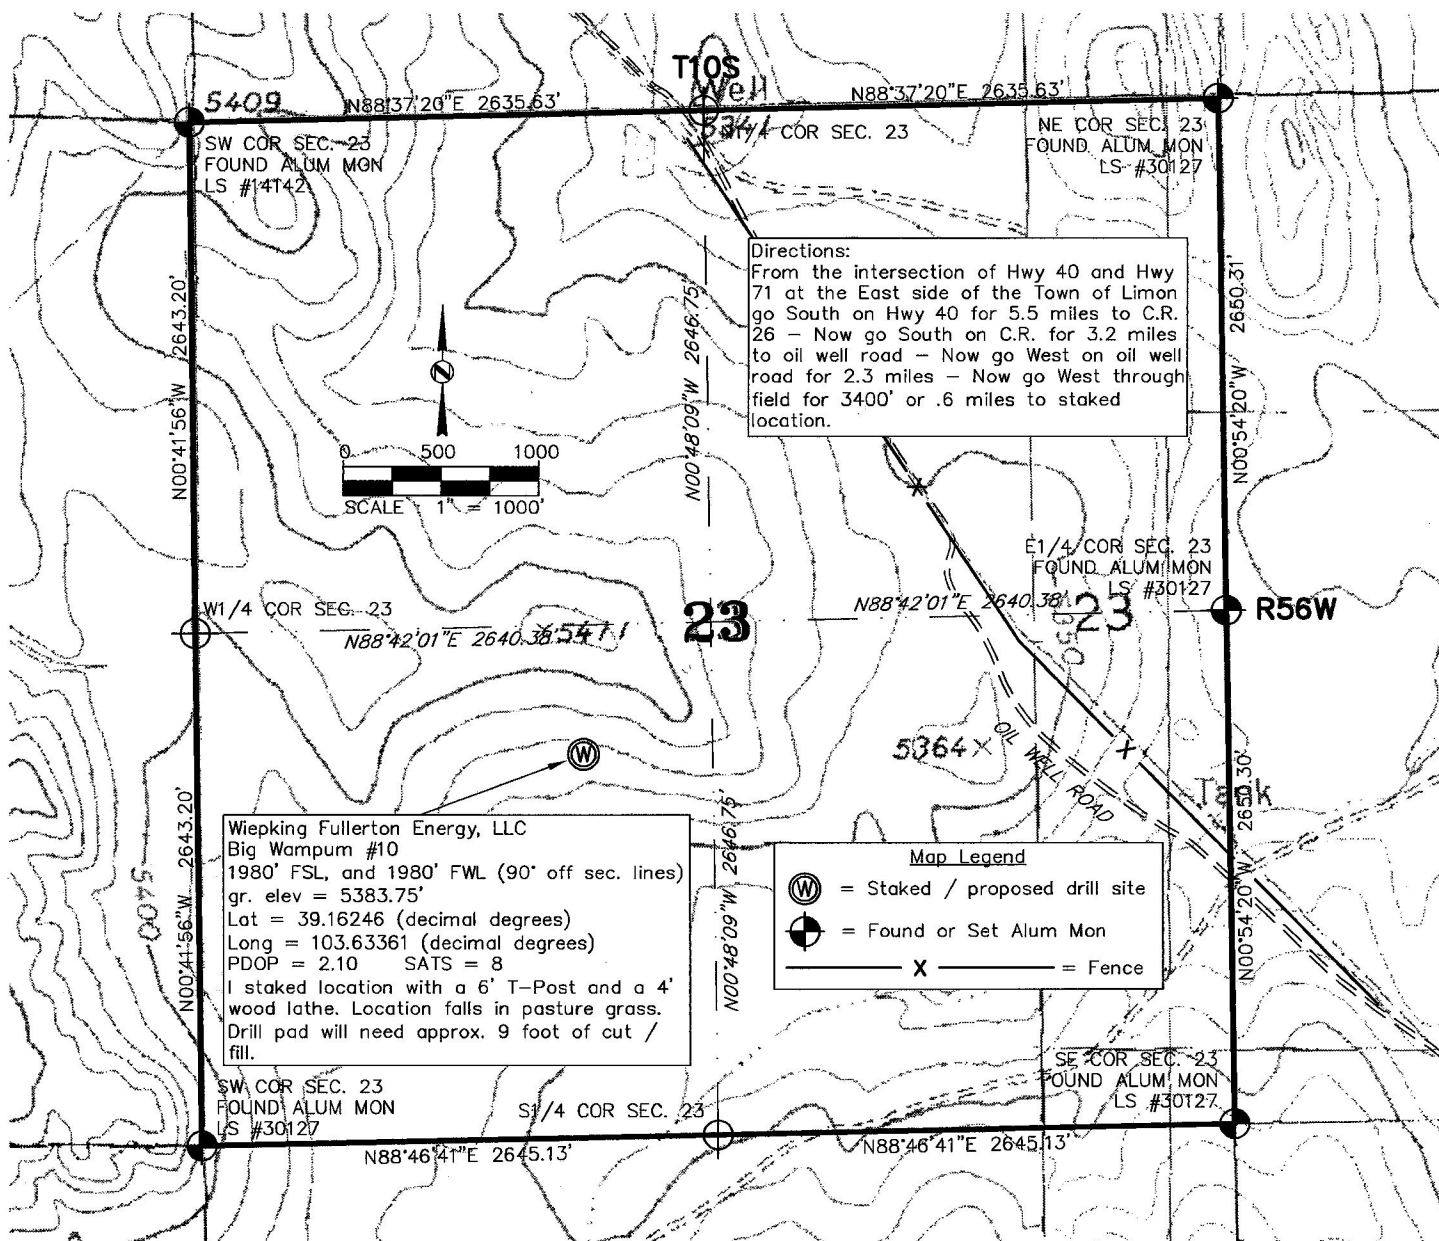 T10S
Well
5409
N88°37'20"E 2635.63'
N88°37'20"E 2635.63'
SW COR SEC. 23
FOUND ALUM MON
LS #14142
N1/4 COR SEC. 23
NE COR SEC. 23
FOUND ALUM MON
LS #30127
Directions:
From the intersection of Hwy 40 and Hwy
71 at the East side of the Town of Limon
go South on Hwy 40 for 5.5 miles to C.R.
26 – Now go South on C.R. for 3.2 miles
to oil well road – Now go West on oil well
road for 2.3 miles – Now go West through
field for 3400' or .6 miles to staked
location.
N00°41'56"W 2643.20'
N00°48'09"W 2646.75'
N00°54'20"W 2650.31'
N
0 500 1000
SCALE : 1" = 1000'
E1/4 COR SEC. 23
FOUND ALUM MON
LS #30127
W1/4 COR SEC. 23
N88°42'01"E 2640.38'
5411
23
N88°42'01"E 2640.38'
23
5350
R56W
5364
OIL WELL ROAD
Tank
Wiepking Fullerton Energy, LLC
Big Wampum #10
1980' FSL, and 1980' FWL (90° off sec. lines)
gr. elev = 5383.75'
Lat = 39.16246 (decimal degrees)
Long = 103.63361 (decimal degrees)
PDOP = 2.10 SATS = 8
I staked location with a 6' T–Post and a 4'
wood lathe. Location falls in pasture grass.
Drill pad will need approx. 9 foot of cut /
fill.
W
5400
N00°41'56"W 2643.20'
N00°48'09"W 2646.75'
N00°54'20"W 2650.30'
Map Legend
W = Staked / proposed drill site
= Found or Set Alum Mon
X = Fence
SW COR SEC. 23
FOUND ALUM MON
LS #30127
S1/4 COR SEC. 23
SE COR SEC. 23
FOUND ALUM MON
LS #30127
N88°46'41"E 2645.13'
N88°46'41"E 2645.13'